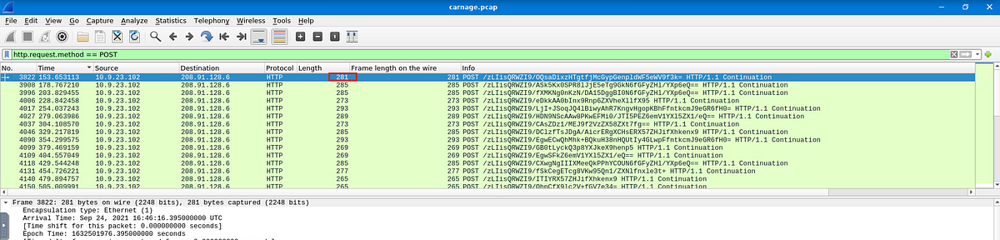 carnage.pcap
File Edit View Go Capture Analyze Statistics Telephony Wireless Tools Help
http.request.method == POST
No. Time Source Destination Protocol Length Frame length on the wire Info
3822 153.653113 10.9.23.102 208.91.128.6 HTTP 281 281 POST /zLIisQRWZI9/OQsaDixzHTgtfjMcGypGenpldWF5eWV9f3k= HTTP/1.1 Continuation
3908 178.767210 10.9.23.102 208.91.128.6 HTTP 285 285 POST /zLIisQRWZI9/ASk5Kx0SPR8lJjE5eTg9GkN6fGFyZHl/YXp6eQ== HTTP/1.1 Continuation
3996 203.829455 10.9.23.102 208.91.128.6 HTTP 285 285 POST /zLIisQRWZI9/fXMKNg0nKzN/DA15DggBI0N6fGFyZHl/YXp6eQ== HTTP/1.1 Continuation
4006 228.842458 10.9.23.102 208.91.128.6 HTTP 273 273 POST /zLIisQRWZI9/eDkkAA0bInx9Rnp6ZXVheXllfX95 HTTP/1.1 Continuation
4017 254.037243 10.9.23.102 208.91.128.6 HTTP 293 293 POST /zLIisQRWZI9/LjI+JSoqJQ4lBiwyAhR7KngvHgopKBhFfntkcmJ9eGR6fH0= HTTP/1.1 Continuation
4027 279.063986 10.9.23.102 208.91.128.6 HTTP 289 289 POST /zLIisQRWZI9/HDN9NScAAw8PKwEFMi0/JTI5PEZ6emV1YXl5ZX1/eQ== HTTP/1.1 Continuation
4037 304.108570 10.9.23.102 208.91.128.6 HTTP 273 273 POST /zLIisQRWZI9/CAsZDz1/MEJ9f2VzZX58ZXt7fg== HTTP/1.1 Continuation
4046 329.217819 10.9.23.102 208.91.128.6 HTTP 285 285 POST /zLIisQRWZI9/DClzfTsJDgA/AicrERgXCHsERX57ZHJifXhkenx9 HTTP/1.1 Continuation
4090 354.299575 10.9.23.102 208.91.128.6 HTTP 293 293 POST /zLIisQRWZI9/EgwECwQhMhk+BQkuH38nHQUtIy4GLwpFfntkcmJ9eGR6fH0= HTTP/1.1 Continuation
4099 379.469159 10.9.23.102 208.91.128.6 HTTP 269 269 POST /zLIisQRWZI9/GB0tLyckQ3p8YXJkeX9henp5 HTTP/1.1 Continuation
4109 404.557049 10.9.23.102 208.91.128.6 HTTP 269 269 POST /zLIisQRWZI9/EgwSFkZ6emV1YXl5ZX1/eQ== HTTP/1.1 Continuation
4118 429.544248 10.9.23.102 208.91.128.6 HTTP 285 285 POST /zLIisQRWZI9/CXwgNgIIIXMeeQkPPhYCOUN6fGFyZHl/YXp6eQ== HTTP/1.1 Continuation
4131 454.726221 10.9.23.102 208.91.128.6 HTTP 277 277 POST /zLIisQRWZI9/fSkCegETcg8VKw95Qn1/ZXNlfnxle3t+ HTTP/1.1 Continuation
4140 479.894757 10.9.23.102 208.91.128.6 HTTP 265 265 POST /zLIisQRWZI9/ITIYRX57ZHJifXhkenx9 HTTP/1.1 Continuation
4150 505.009991 10.9.23.102 208.91.128.6 HTTP 265 265 POST HTTP/1.1 Continuation
Frame 3822: 281 bytes on wire (2248 bits), 281 bytes captured (2248 bits)
Encapsulation type: Ethernet (1)
Arrival Time: Sep 24, 2021 16:46:16.395000000 UTC
[Time shift for this packet: 0.000000000 seconds]
Epoch Time: 1632501976.395000000 seconds